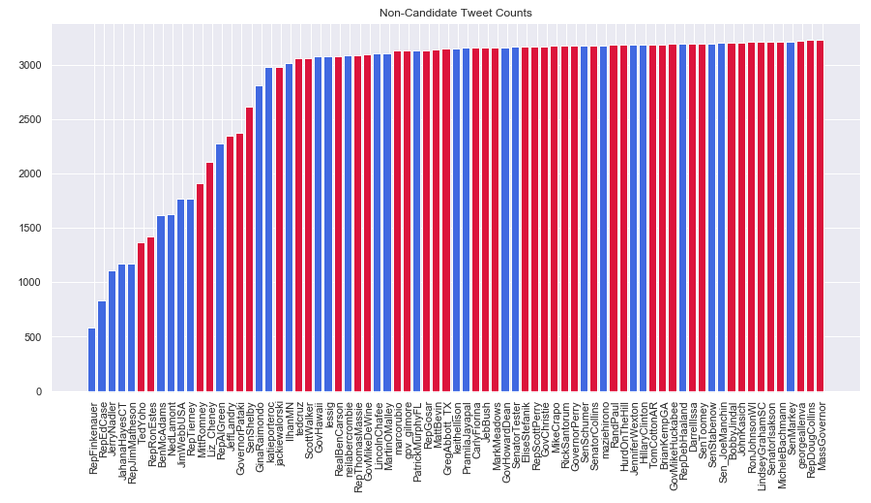 Non-Candidate Tweet Counts
3000
2500
2000
1500
1000
500
0
RepFinkenauer
RepEdCase
JerryNadler
JahanaHayesCT
RepJimMatheson
TedYoho
RepRonEstes
BenMcAdams
NedLamont
JimWebbUSA
RepTierney
MittRomney
Liz_Cheney
RepAlGreen
JeffLandry
GovernorPataki
SenShelby
GinaRaimondo
katieporteroc
jackiewalorski
IlhanMN
tedcruz
ScottWalker
GovHawaii
lessig
RealBenCarson
neilabercrombie
RepThomasMassie
GovMikeDeWine
LincolnChafee
MartinOMalley
marcorubio
gov_gilmore
PatrickMurphyFL
RepGosar
MattBevin
GregAbbott_TX
keithellison
PramilaJayapal
CarlyFiorina
JebBush
MarkMeadows
GovHowardDean
SenatorTester
EliseStefanik
RepScottPerry
GovChristie
MikeCrapo
RickSantorum
GovernorPerry
SenSchumer
SenatorCollins
maziehirono
RandPaul
HurdOnTheHill
JenniferWexton
HillaryClinton
TomCottonAR
BrianKempGA
GovMikeHuckabee
RepDebHaaland
DarrellIssa
SenToomey
SenStabenow
Sen_JoeManchin
BobbyJindal
JohnKasich
RonJohnsonWI
LindseyGrahamSC
SenatorIsakson
MicheleBachmann
SenMarkey
georgeallenva
RepDougCollins
MassGovernor